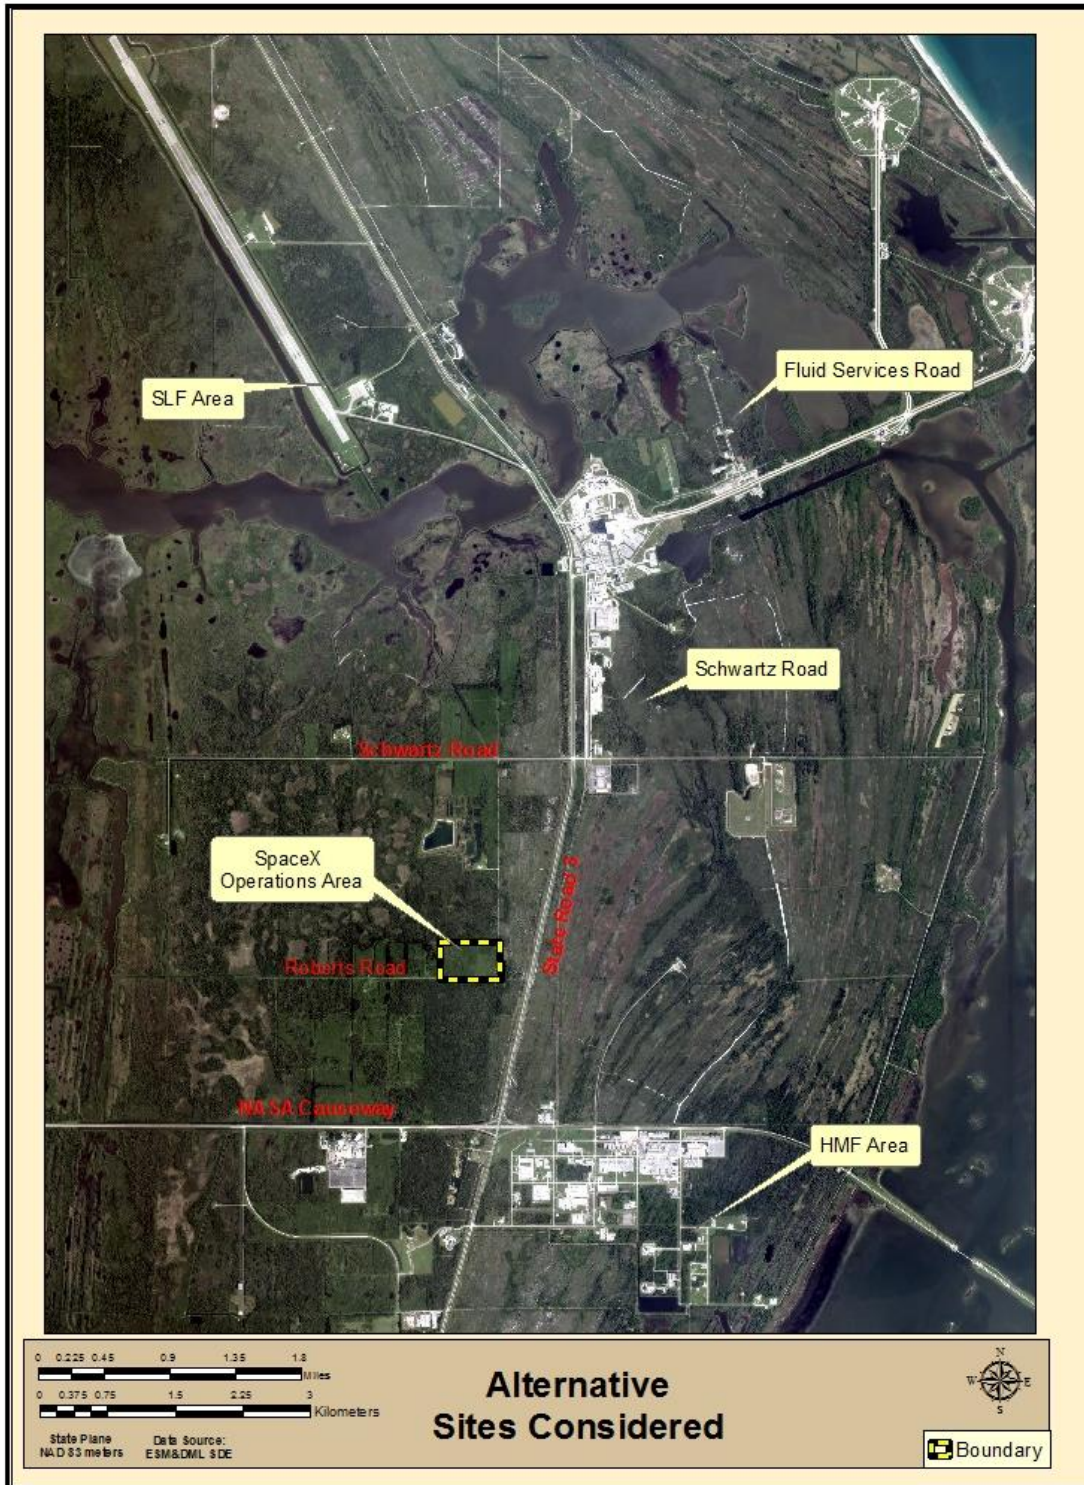 Fluid Services Road
SLF Area
Schwartz Road
Schwartz Road
SpaceX
Operations Area
State Road 3
Roberts Road
NASA Causeway
HMF Area
0 0.225 0.45 0.9 1.35 1.8
Miles
0 0.375 0.75 1.5 2.25 3
Kilometers
State Plane
NAD 83 meters
Data Source:
ESM&DML SDE
Alternative
Sites Considered
N
W E
S
Boundary